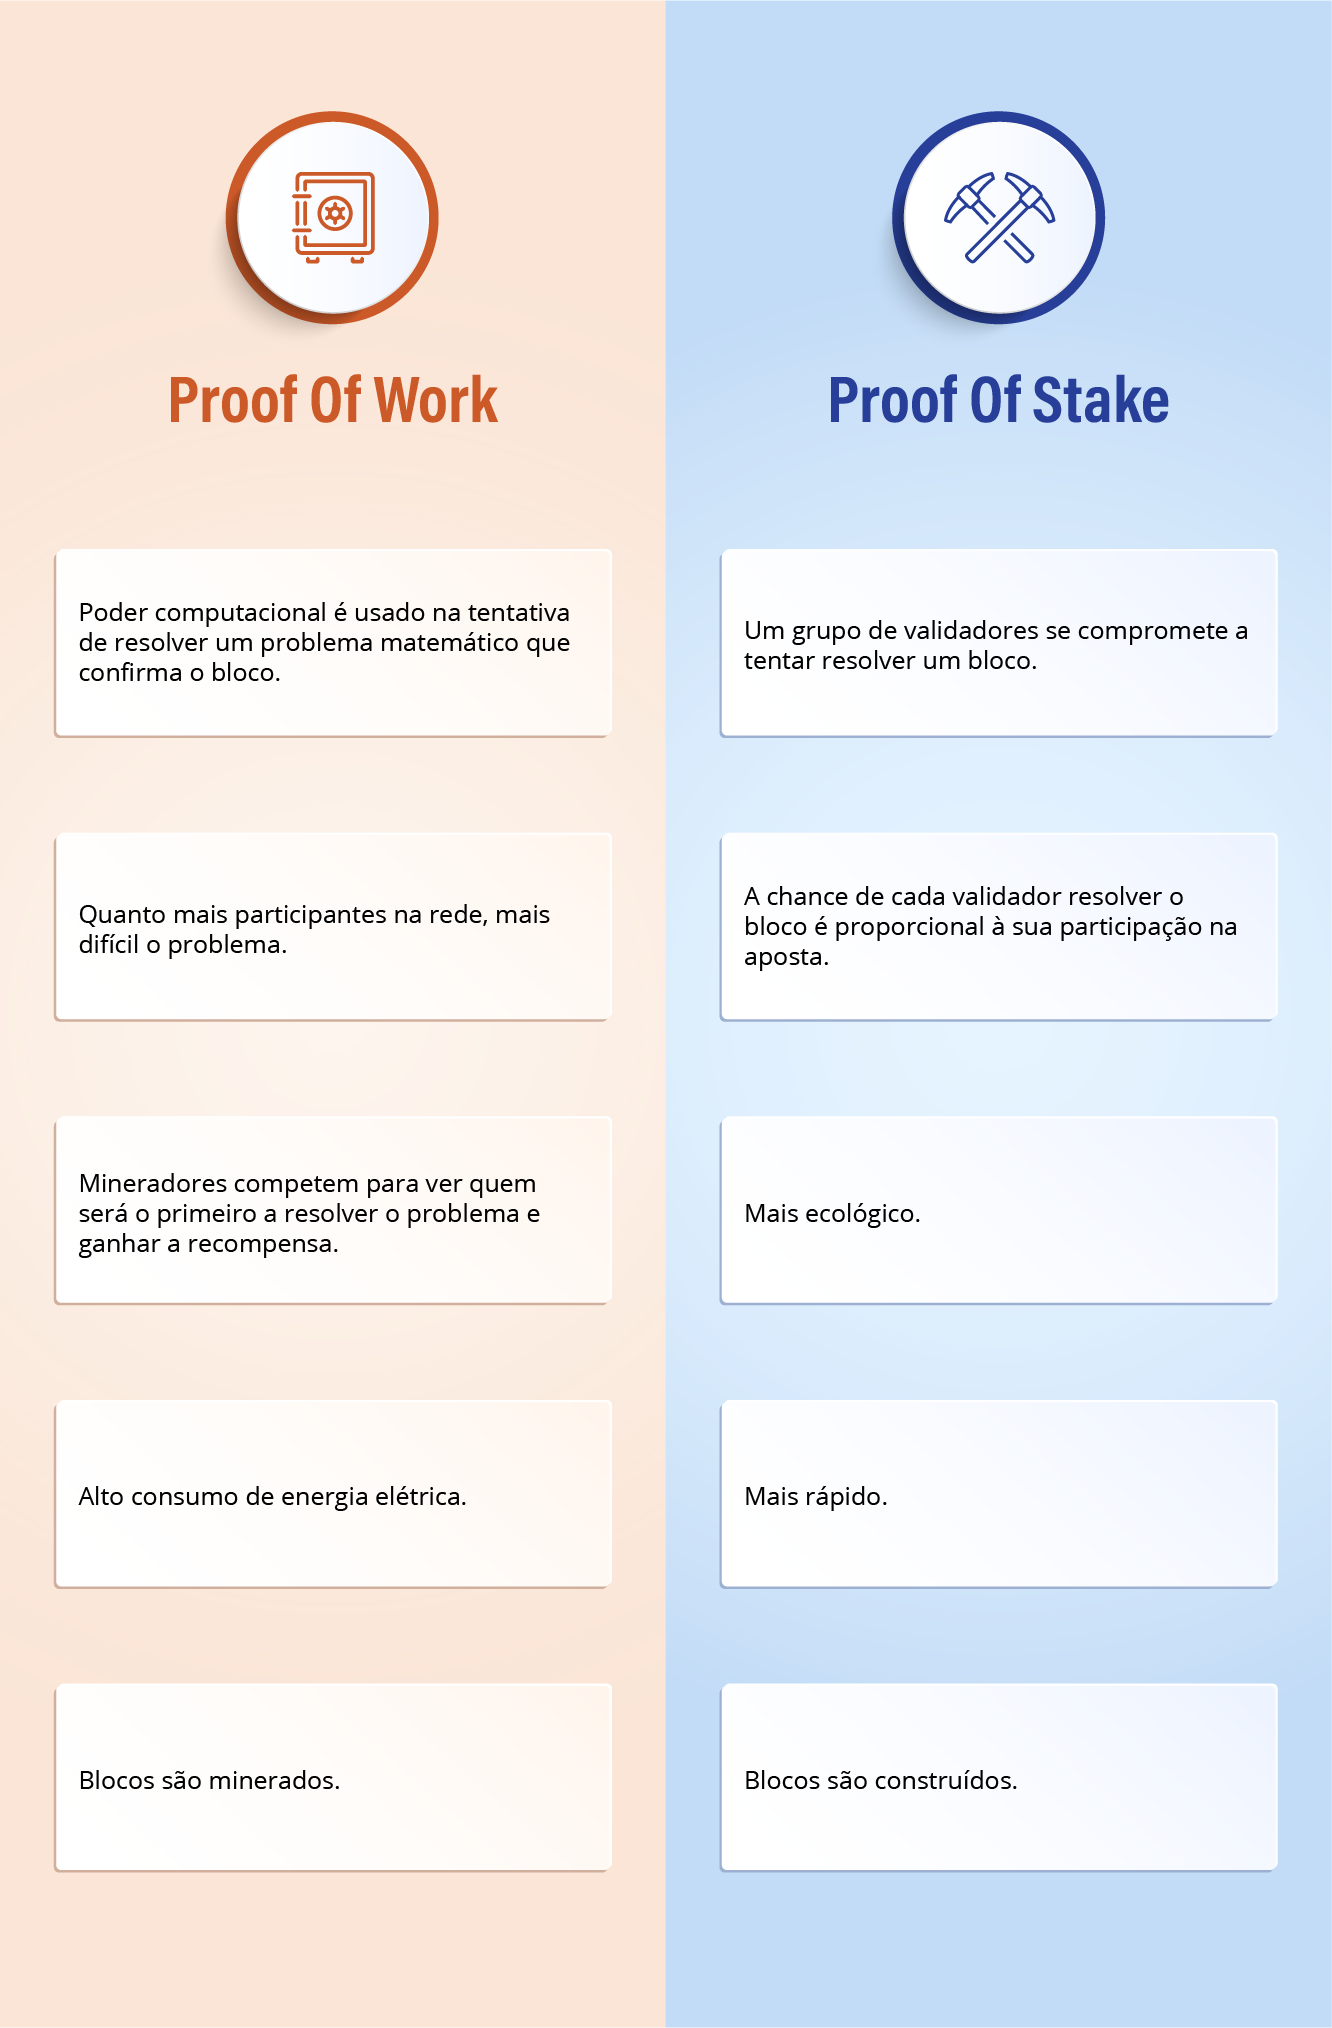 Proof Of Work
Poder computacional é usado na tentativa
de resolver um problema matemático que
confirma o bloco.
Quanto mais participantes na rede, mais
difícil o problema.
Mineradores competem para ver quem
será o primeiro a resolver o problema e
ganhar a recompensa.
Alto consumo de energia elétrica.
Blocos são minerados.
Proof Of Stake
Um grupo de validadores se compromete a
tentar resolver um bloco.
A chance de cada validador resolver o
bloco é proporcional à sua participação na
aposta.
Mais ecológico.
Mais rápido.
Blocos são construídos.